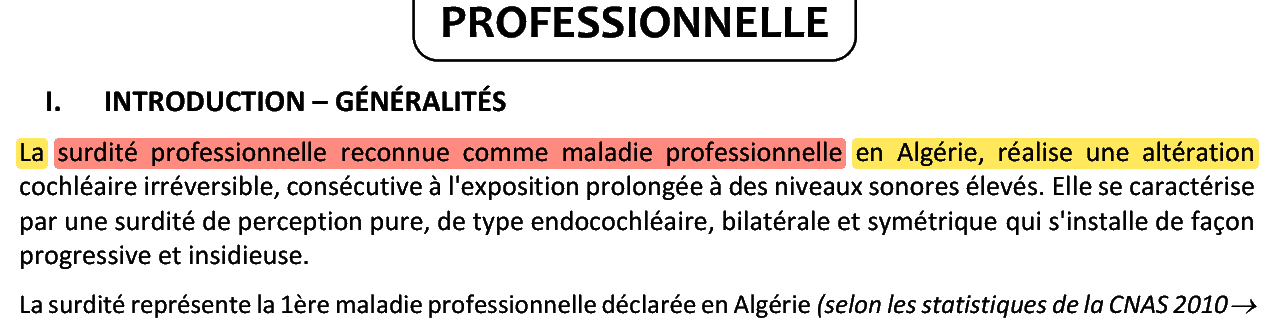 PROFESSIONNELLE
I. INTRODUCTION – GÉNÉRALITÉS
La surdité professionnelle reconnue comme maladie professionnelle en Algérie, réalise une altération
cochléaire irréversible, consécutive à l'exposition prolongée à des niveaux sonores élevés. Elle se caractérise
par une surdité de perception pure, de type endocochléaire, bilatérale et symétrique qui s'installe de façon
progressive et insidieuse.
La surdité représente la 1ère maladie professionnelle déclarée en Algérie (selon les statistiques de la CNAS 2010→